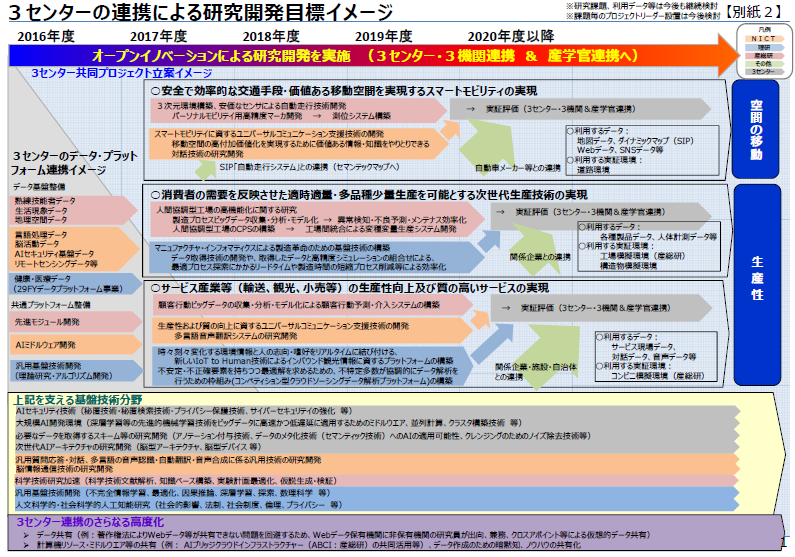 3センターの連携による研究開発目標イメージ
※研究課題、利用データ等は今後も継続検討
※課題毎のプロジェクトリーダー設置は今後検討
【別紙2】
2016年度 2017年度 2018年度 2019年度 2020年度以降
オープンイノベーションによる研究開発を実施 (3センター・3機関連携 & 産学官連携へ)
凡例
NICT
理研
産総研
その他
3センター
3センター共同プロジェクト立案イメージ
○安全で効率的な交通手段・価値ある移動空間を実現するスマートモビリティの実現
3次元環境構築、安価なセンサによる自動走行技術開発
パーソナルモビリティ用高精度マーカ開発 → 測位システム構築
→ 実証評価(3センター・3機関&産学官連携)
スマートモビリティに資するユニバーサルコミュニケーション支援技術の開発
移動空間の高付加価値化を実現するために価値ある情報・知識をやりとりできる
対話技術の研究開発
SIP「自動走行システム」との連携(セマンティックマップへ)
自動車メーカー等との連携
○利用するデータ:
地図データ、ダイナミックマップ(SIP)
Webデータ、SNSデータ等
○利用する実証環境:
道路環境
空間の移動
3センターのデータ・プラットフォーム連携イメージ
データ基盤整備
熟練技能者データ
生活現象データ
地理空間データ
言語処理データ
脳活動データ
AIセキュリティ基盤データ
リモートセンシングデータ等
健康・医療データ
(29FYデータプラットフォーム事業)
共通プラットフォーム整備
先進モジュール開発
AIミドルウェア開発
汎用基盤技術開発
(理論研究・アルゴリズム開発)
○消費者の需要を反映させた適時適量・多品種少量生産を可能とする次世代生産技術の実現
人間協調型工場の高機能化に関する研究
製造プロセスビッグデータ収集・分析・モデル化 → 異常検知・不良予測・メンテナス効率化
人間協調型工場のCPSの構築 → 工場間統合による変種変量生産システム開発
→ 実証評価(3センター・3機関&産学官連携)
マニュファクチャ・インフォマティクスによる製造革命のための基盤技術の構築
データ取得技術の開発や、取得したデータと高精度シミュレーションの組合せによる、
最適プロセス探索にかかるリードタイムや製造時間の短絡プロセス削減等による効率化
関係企業との連携
○利用するデータ:
各種製品データ、人体計測データ等
○利用する実証環境:
工場模擬環境(産総研)
構造物模擬環境
生産性
○サービス産業等(輸送、観光、小売等)の生産性向上及び質の高いサービスの実現
顧客行動ビッグデータの収集・分析・モデル化による顧客行動予測・介入システムの構築
→ 実証評価(3センター・3機関&産学官連携)
生産性および質の向上に資するユニバーサルコミュニケーション支援技術の開発
多言語音声翻訳システムの研究開発
時々刻々変化する環境情報と人の志向・嗜好をリアルタイムに結び付ける、
新しいIoT to Human技術によるインバウンド観光情報に資するプラットフォームの構築
不安定・不正確要素を持ちつつ最適解を求めるための、不特定多数が協調的にデータ解析を
行うための枠組み(コンペティション型クラウドソーシングデータ解析プラットフォーム)の構築
関係企業・施設・自治体
との連携
○利用するデータ:
サービス現場データ、
対話データ、音声データ等
○利用する実証環境:
コンビニ模擬環境(産総研)
上記を支える基盤技術分野
AIセキュリティ技術(秘匿技術・秘匿検索技術・プライバシー保護技術、サイバーセキュリティの強化 等)
大規模AI技術(深層学習等の先進的機械学習技術をビッグデータに高速かつ低遅延に適用するためのミドルウエア、並列計算、クラスタ構築技術 等)
必要なデータを取得するスキーム等の研究開発(アノテーション付与技術、データのメタ化技術(セマンティック技術)へのAIの適用可能性、クレンジングのためのノイズ除去技術等)
次世代AIアーキテクチャの研究開発(脳型アーキテクチャ、脳型デバイス 等)
汎用質問応答・対話、多言語の音声認識・自動翻訳・音声合成に係る汎用技術の研究開発
脳情報通信技術の研究開発
科学技術研究加速(科学技術文献解析、知識ベース構築、実験計画最適化、仮説生成・検証)
汎用基盤技術開発(不完全情報学習、最適化、因果推論、深層学習、探索、数理科学 等)
人文科学的・社会科学的人工知能研究(社会的影響、法制、社会制度、倫理、プライバシー 等)
3センター連携のさらなる高度化
➢ データ共有(例:著作権法によりWebデータ等が共有できない問題を回避するため、Webデータ保有機関に非保有機関の研究員が出向、兼務、クロスアポイント等による仮想的データ共有)
➢ 計算機リソース・ミドルウエア等の共有(例:AIブリッジクラウドインフラストラクチャー(ABCI:産総研)の共同活用等)、データ作成のための暗黙知、ノウハウの共有化
1